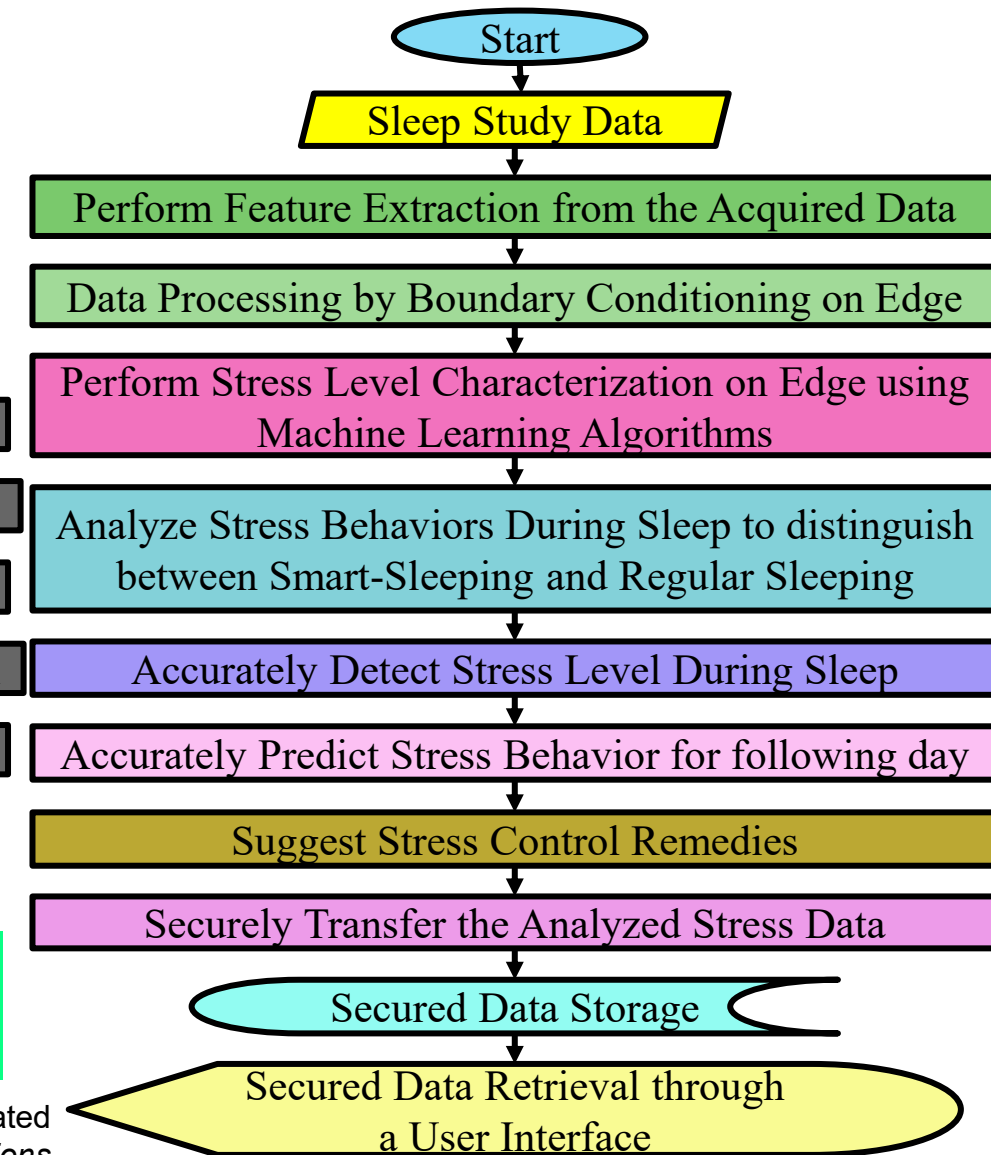 Start
Sleep Study Data
Perform Feature Extraction from the Acquired Data
Data Processing by Boundary Conditioning on Edge
Perform Stress Level Characterization on Edge using
Machine Learning Algorithms
Analyze Stress Behaviors During Sleep to distinguish
between Smart-Sleeping and Regular Sleeping
Accurately Detect Stress Level During Sleep
Accurately Predict Stress Behavior for following day
Suggest Stress Control Remedies
Securely Transfer the Analyzed Stress Data
Secured Data Storage
Secured Data Retrieval through
a User Interface